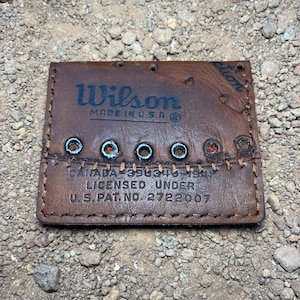 Wilson
MADE IN U.S.A ®
CANADA
LICENSED UNDER
U.S. PAT. NO. 2722007